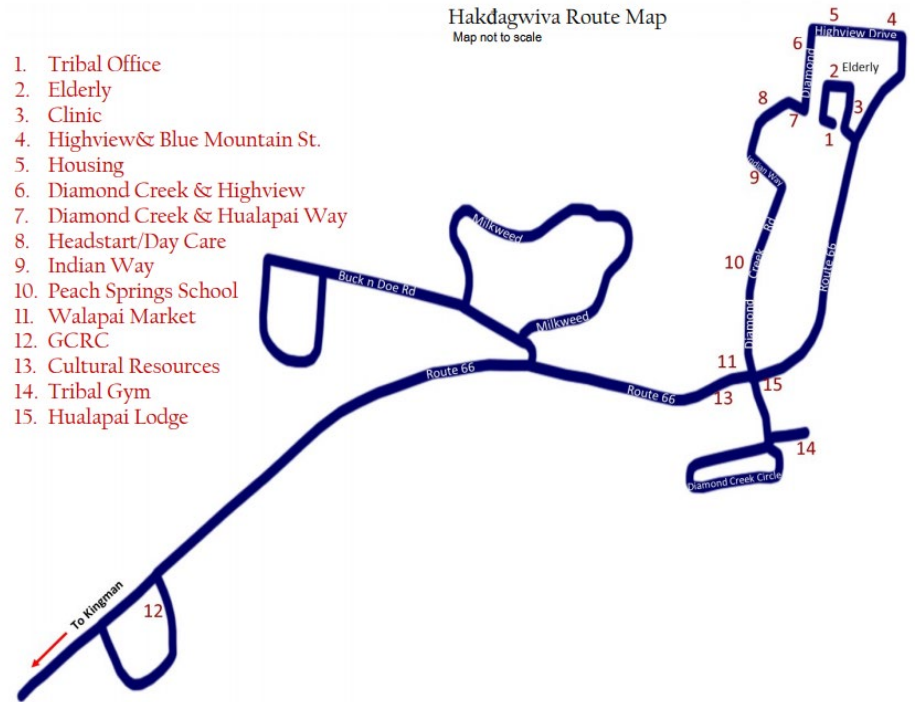 Hakđagwiva Route Map
Map not to scale
1. Tribal Office
2. Elderly
3. Clinic
4. Highview& Blue Mountain St.
5. Housing
6. Diamond Creek & Highview
7. Diamond Creek & Hualapai Way
8. Headstart/Day Care
9. Indian Way
10. Peach Springs School
11. Walapai Market
12. GCRC
13. Cultural Resources
14. Tribal Gym
15. Hualapai Lodge
5
4
Highview Drive
6
Diamond
2 Elderly
8
7
3
1
Indian Way
9
Milkweed
10
Diamond Creek Rd
Route 66
Buck n Doe Rd
Milkweed
11
Route 66
15
Route 66
13
14
Diamond Creek Circle
To Kingman
12